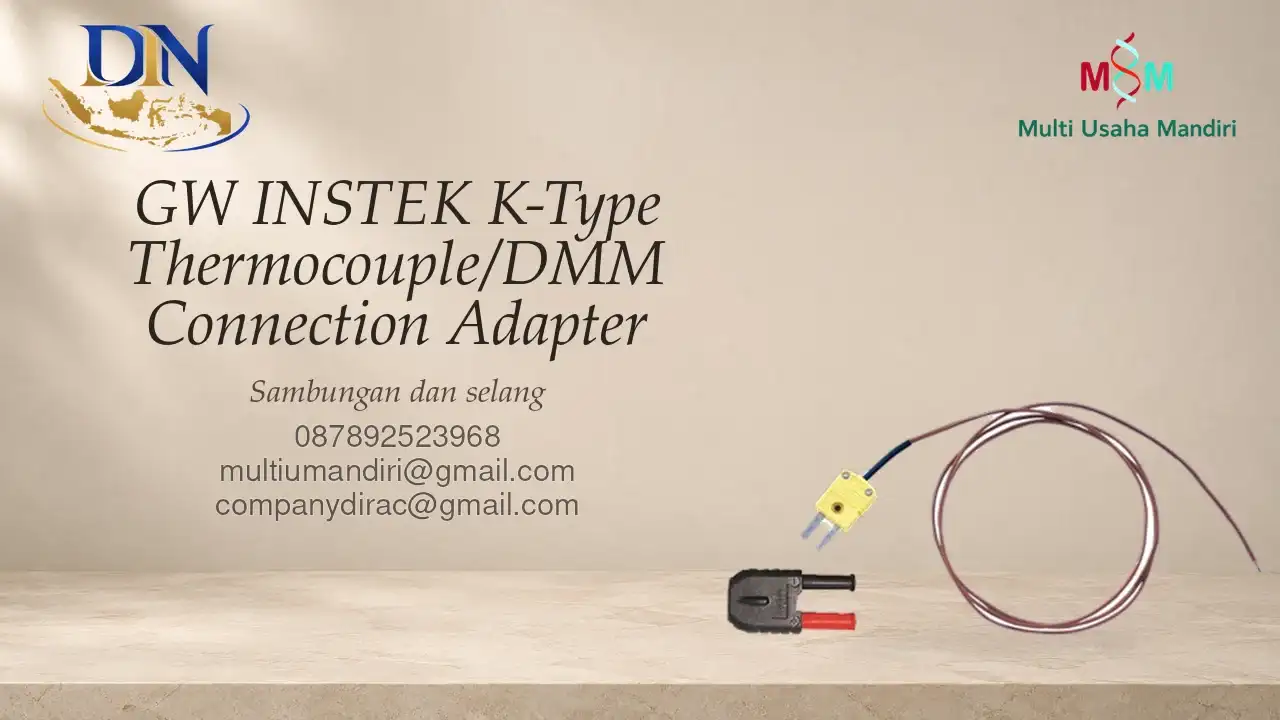 DIN
MSM
Multi Usaha Mandiri
GW INSTEK K-Type
Thermocouple/DMM
Connection Adapter
Sambungan dan selang
087892523968
multiumandiri@gmail.com
companydirac@gmail.com